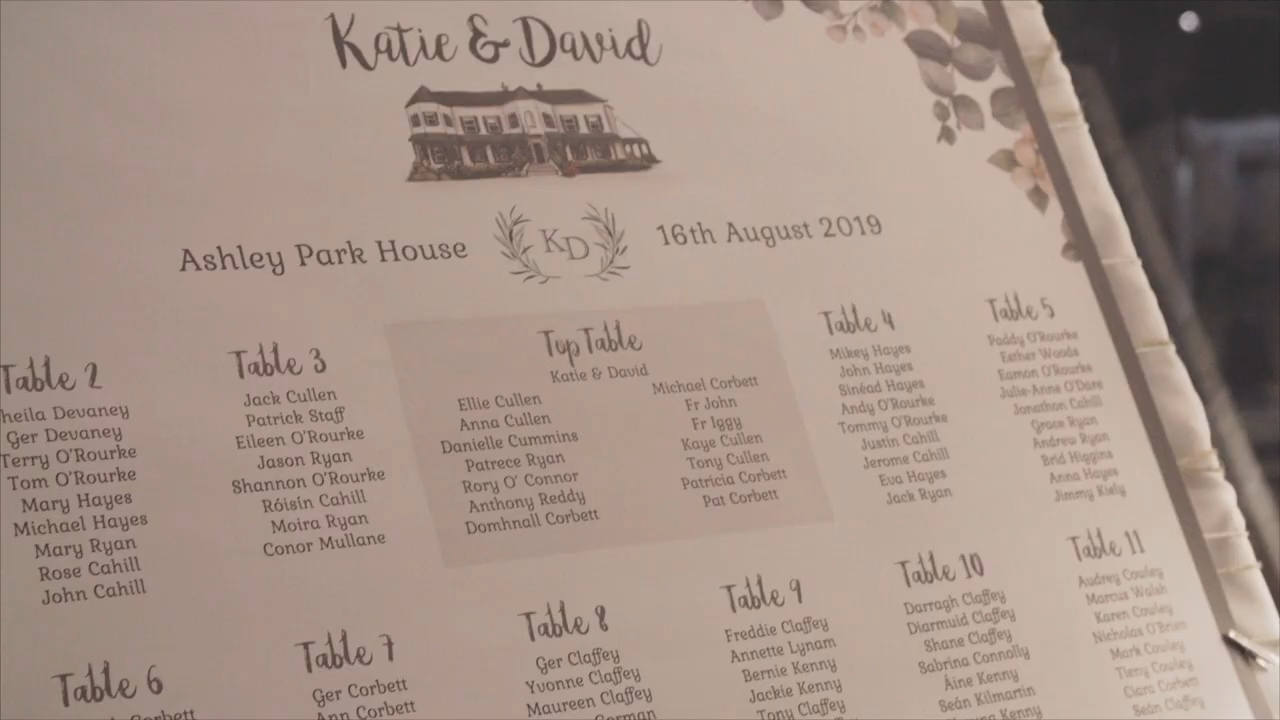 Katie & David
Ashley Park House
KD
16th August 2019
Table 2
heila Devaney
Ger Devaney
Terry O'Rourke
Tom O'Rourke
Mary Hayes
Michael Hayes
Mary Ryan
Rose Cahill
John Cahill
Table 3
Jack Cullen
Patrick Staff
Eileen O'Rourke
Jason Ryan
Shannon O'Rourke
Róisín Cahill
Moira Ryan
Conor Mullane
Top Table
Katie & David
Ellie Cullen
Anna Cullen
Danielle Cummins
Patrece Ryan
Rory O' Connor
Anthony Reddy
Domhnall Corbett
Michael Corbett
Fr John
Fr Iggy
Kaye Cullen
Tony Cullen
Patricia Corbett
Pat Corbett
Table 4
Mikey Hayes
John Hayes
Sinéad Hayes
Andy O'Rourke
Tommy O'Rourke
Justin Cahill
Jerome Cahill
Eva Hayes
Jack Ryan
Table 5
Paddy O'Rourke
Esther Woods
Eamon O'Rourke
Julie-Anne O'Dare
Jonathon Cahill
Grace Ryan
Andrew Ryan
Brid Higgins
Anna Hayes
Jimmy Kiely
Table 6
Corbett
Table 7
Ger Corbett
Ann Corbett
Table 8
Ger Claffey
Yvonne Claffey
Maureen Claffey
Gorman
Table 9
Freddie Claffey
Annette Lynam
Bernie Kenny
Jackie Kenny
Tony Claffey
Table 10
Darragh Claffey
Diarmuid Claffey
Shane Claffey
Sabrina Connolly
Áine Kenny
Seán Kilmartin
Kenny
Table 11
Audrey Cowley
Marcus Walsh
Karen Cowley
Nicholas O'Brien
Mark Cowley
Cowley
Clara Corbett
Seán Claffey